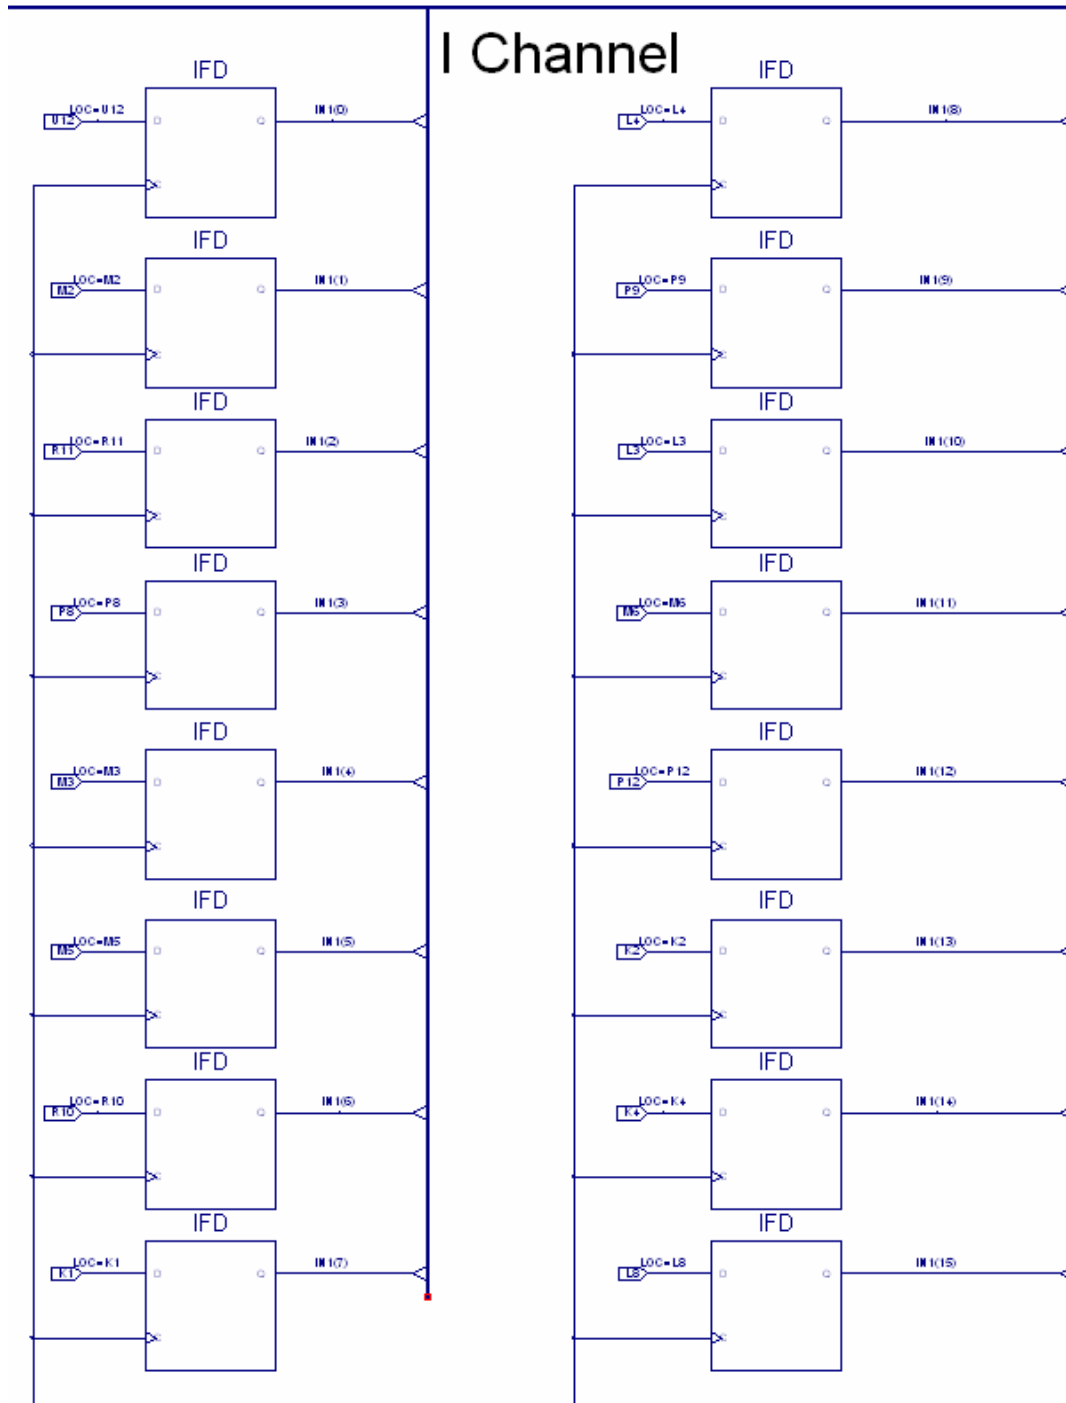 I Channel
IFD
LOC=U12
U12
D
Q
IN1(0)
C
IFD
LOC=M2
M2
D
Q
IN1(1)
C
IFD
LOC=R11
R11
D
Q
IN1(2)
C
IFD
LOC=P8
P8
D
Q
IN1(3)
C
IFD
LOC=M3
M3
D
Q
IN1(4)
C
IFD
LOC=M5
M5
D
Q
IN1(5)
C
IFD
LOC=R10
R10
D
Q
IN1(6)
C
IFD
LOC=K1
K1
D
Q
IN1(7)
C
IFD
LOC=L4
L4
D
Q
IN1(8)
C
IFD
LOC=P9
P9
D
Q
IN1(9)
C
IFD
LOC=L3
L3
D
Q
IN1(10)
C
IFD
LOC=M6
M6
D
Q
IN1(11)
C
IFD
LOC=P12
P12
D
Q
IN1(12)
C
IFD
LOC=K2
K2
D
Q
IN1(13)
C
IFD
LOC=K4
K4
D
Q
IN1(14)
C
IFD
LOC=L8
L8
D
Q
IN1(15)
C